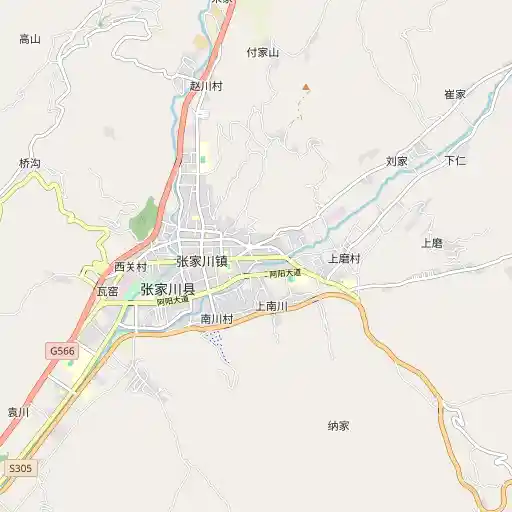 高山
付家山
赵川村
崔家
桥沟
刘家
下仁
上磨
西关村
张家川镇
上磨村
阿阳大道
瓦窑
张家川县
阿阳大道
上南川
南川村
G566
袁川
纳家
S305